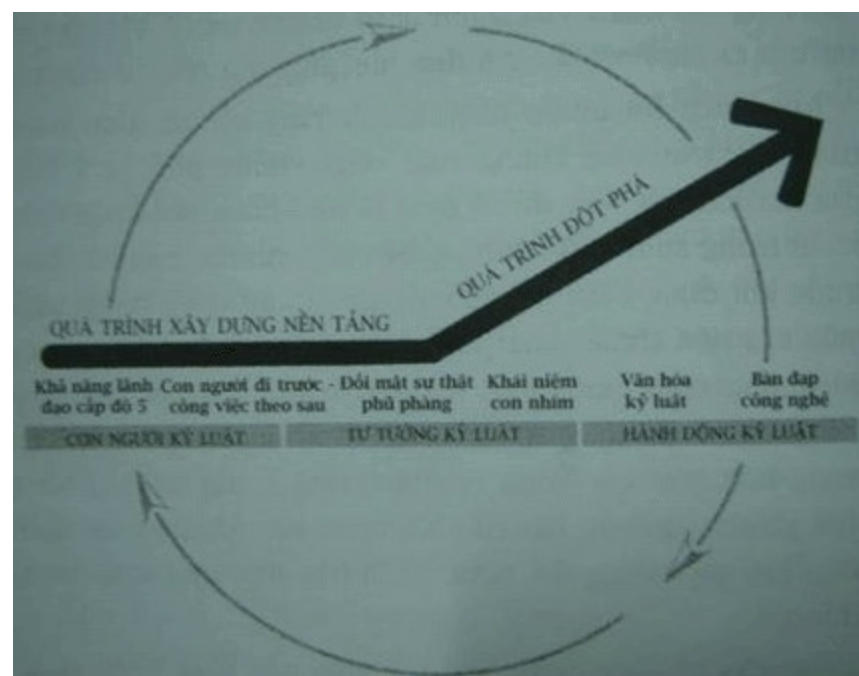 QUÁ TRÌNH ĐỘT PHÁ
QUÁ TRÌNH XÂY DỰNG NỀN TẢNG
Khả năng lãnh đạo cấp độ 5
Con người đi trước - công việc theo sau
Đối mặt sự thật phũ phàng
Khái niệm con nhím
Văn hóa kỷ luật
Bàn đạp công nghệ
CON NGƯỜI KỶ LUẬT
TƯ TƯỞNG KỶ LUẬT
HÀNH ĐỘNG KỶ LUẬT